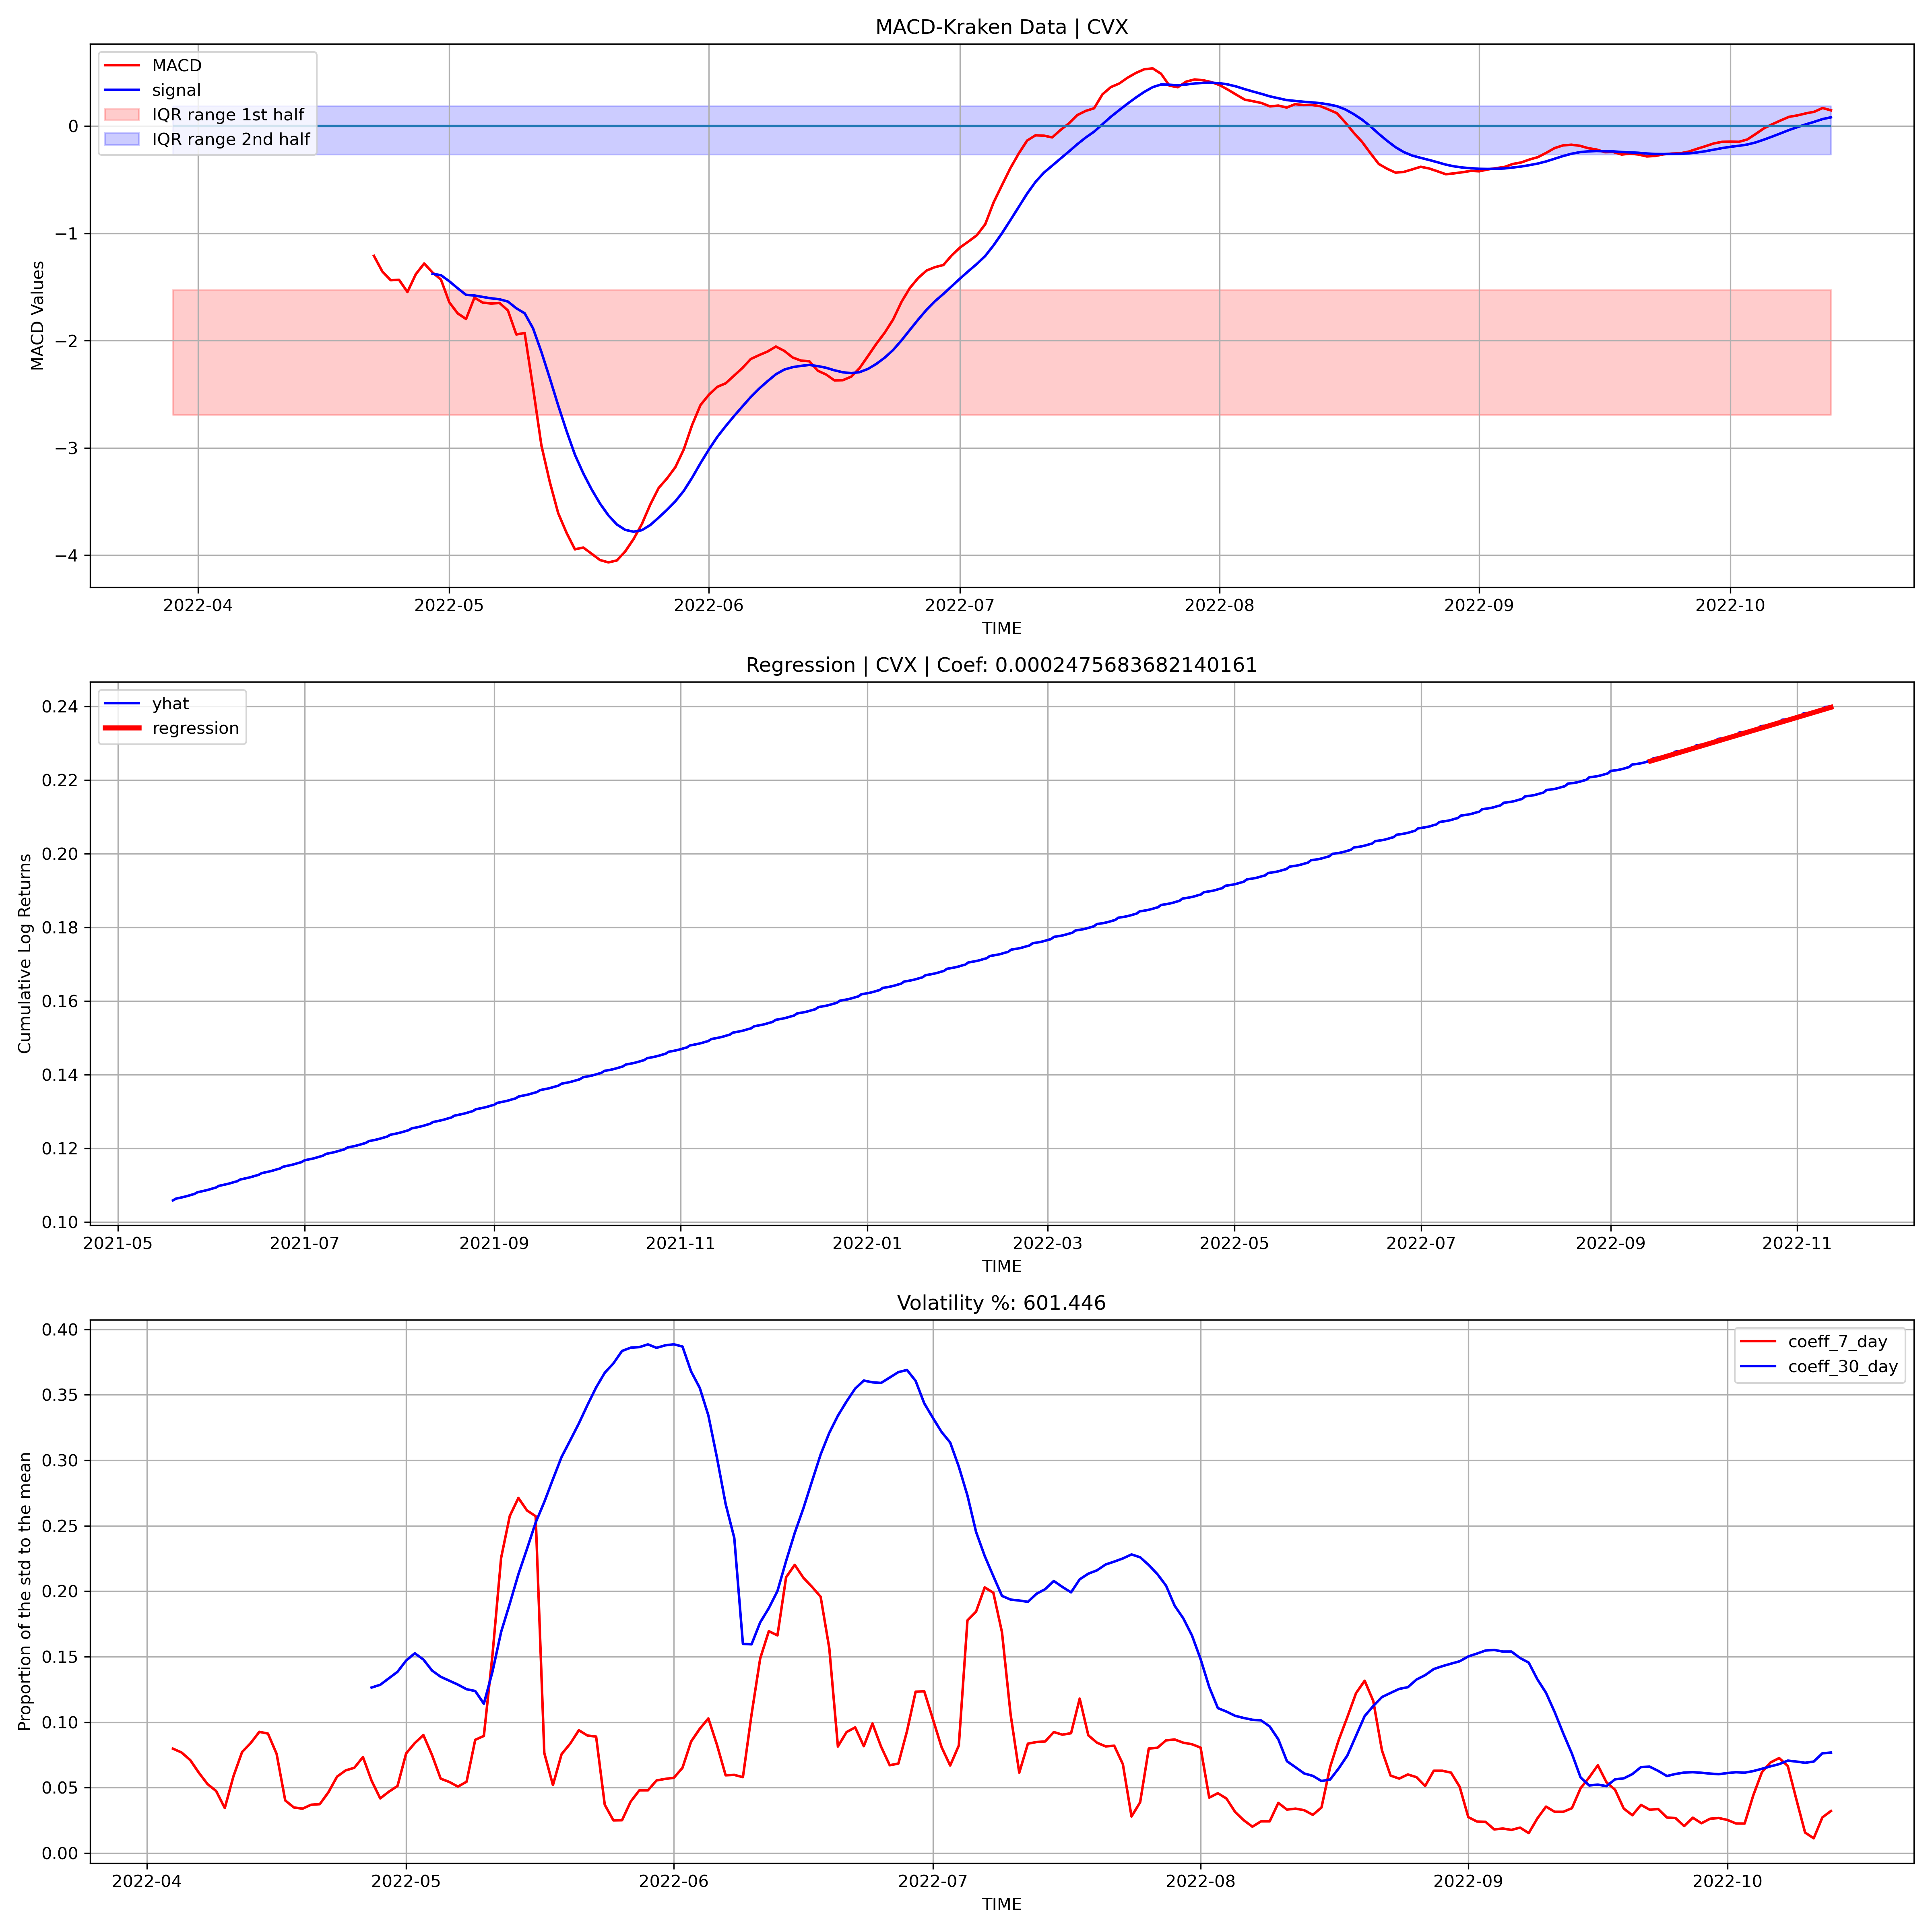 MACD-Kraken Data | CVX
MACD
signal
IQR range 1st half
IQR range 2nd half
MACD Values
0
−1
−2
−3
−4
2022-04 2022-05 2022-06 2022-07 2022-08 2022-09 2022-10
TIME
Regression | CVX | Coef: 0.0002475683682140161
yhat
regression
Cumulative Log Returns
0.24
0.22
0.20
0.18
0.16
0.14
0.12
0.10
2021-05 2021-07 2021-09 2021-11 2022-01 2022-03 2022-05 2022-07 2022-09 2022-11
TIME
Volatility %: 601.446
coeff_7_day
coeff_30_day
Proportion of the std to the mean
0.40
0.35
0.30
0.25
0.20
0.15
0.10
0.05
0.00
2022-04 2022-05 2022-06 2022-07 2022-08 2022-09 2022-10
TIME